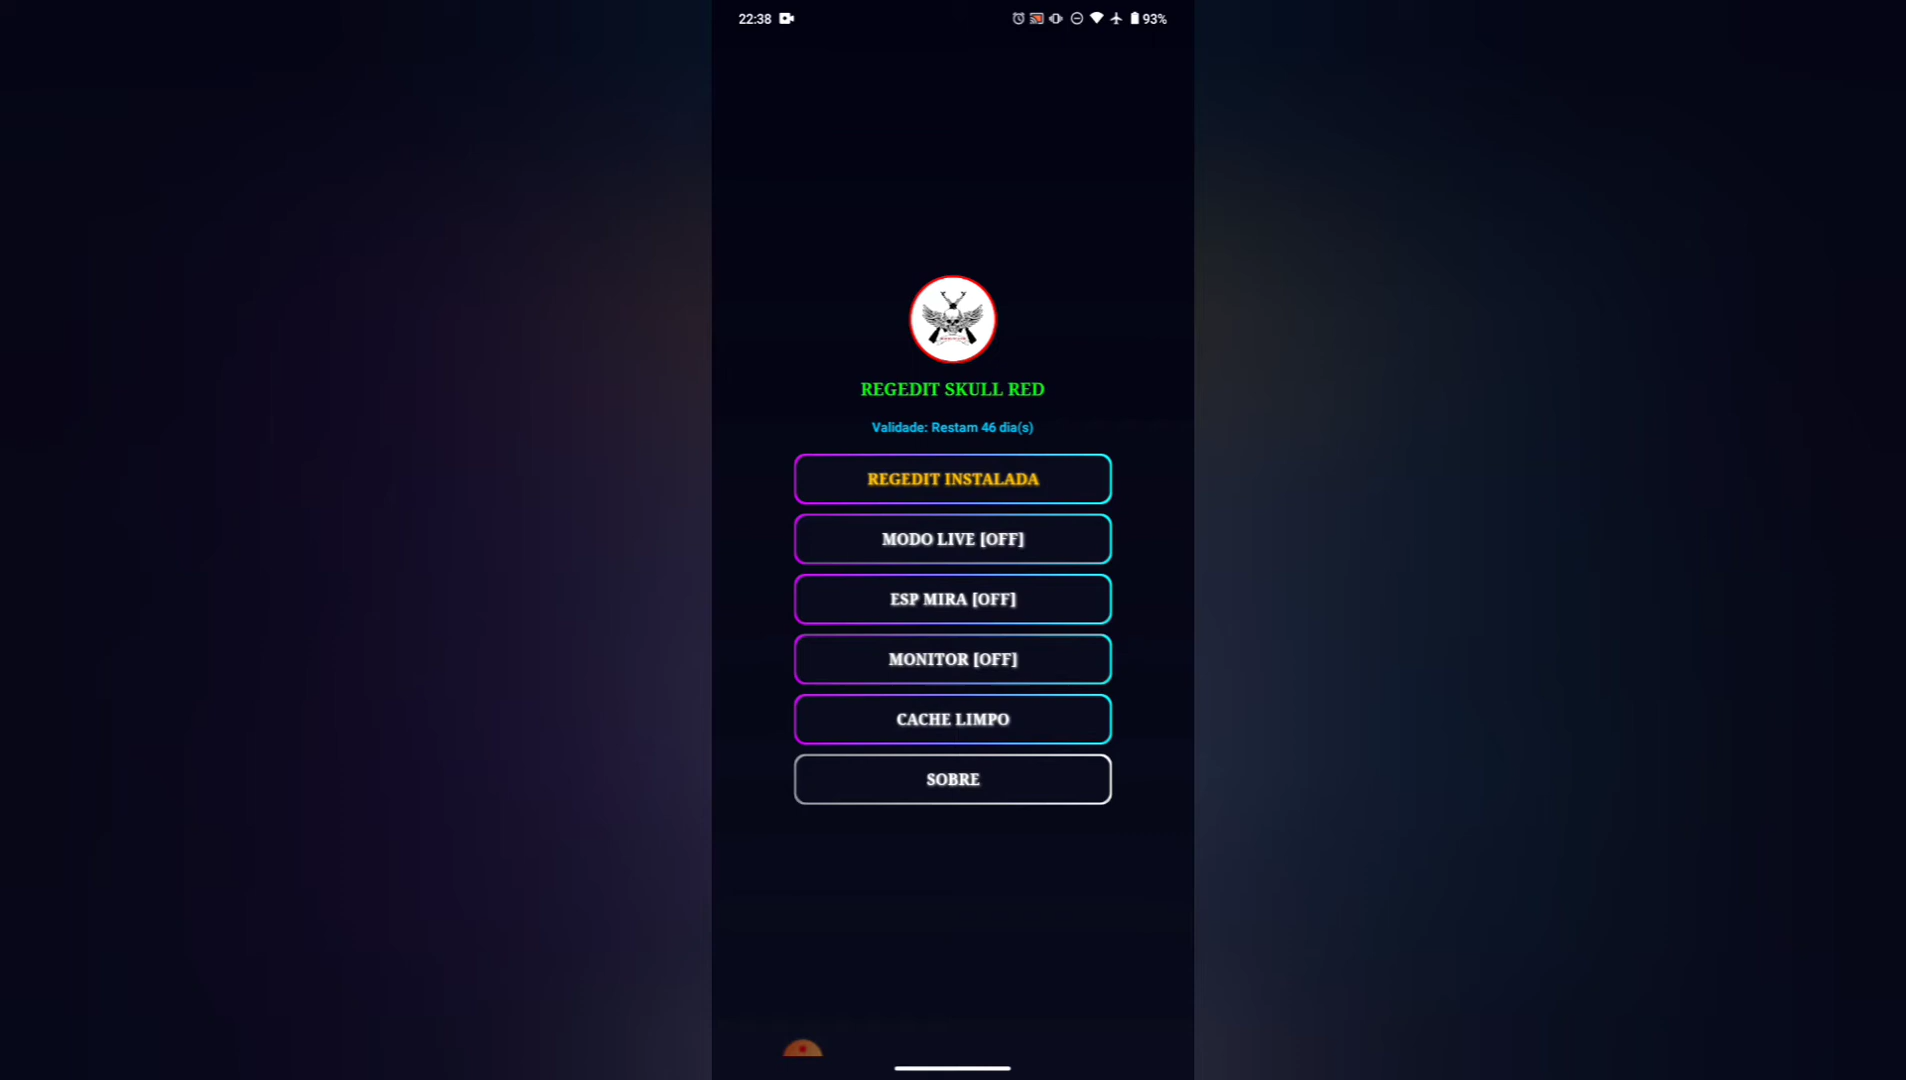 22:38
93%
REGEDIT SKULL RED
Validade: Restam 46 dia(s)
REGEDIT INSTALADA
MODO LIVE [OFF]
ESP MIRA [OFF]
MONITOR [OFF]
CACHE LIMPO
SOBRE